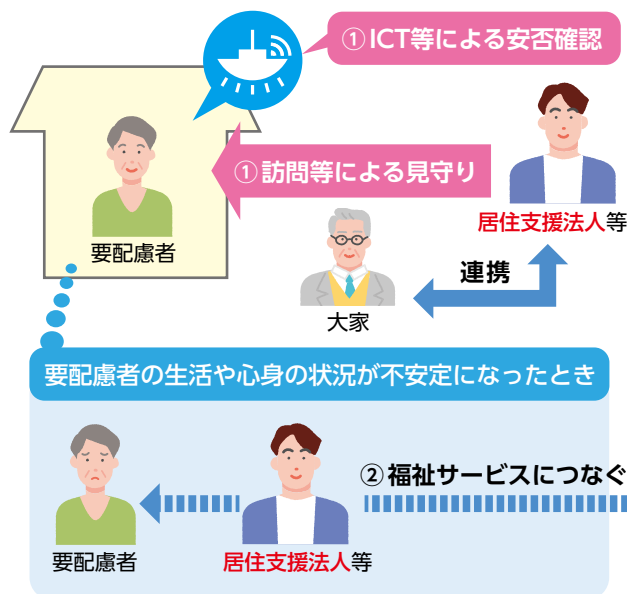 ①ICT等による安否確認
①訪問等による見守り
要配慮者
居住支援法人等
連携
大家
要配慮者の生活や心身の状況が不安定になったとき
②福祉サービスにつなぐ
要配慮者
居住支援法人等